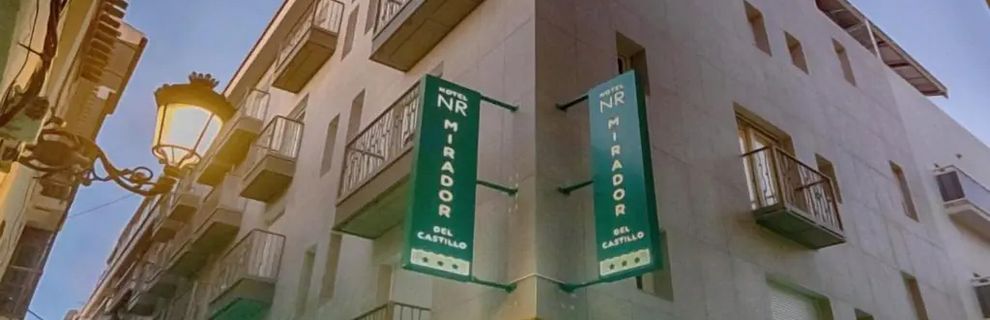 HOTEL
NR
MIRADOR
DEL
CASTILLO
HOTEL
NR
MIRADOR
DEL
CASTILLO